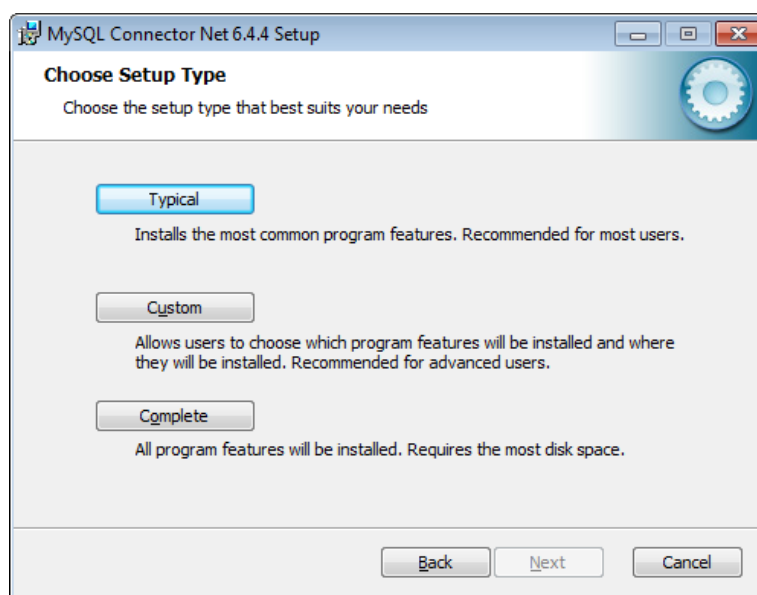 MySQL Connector Net 6.4.4 Setup
Choose Setup Type
Choose the setup type that best suits your needs
Typical
Installs the most common program features. Recommended for most users.
Custom
Allows users to choose which program features will be installed and where
they will be installed. Recommended for advanced users.
Complete
All program features will be installed. Requires the most disk space.
Back Next Cancel